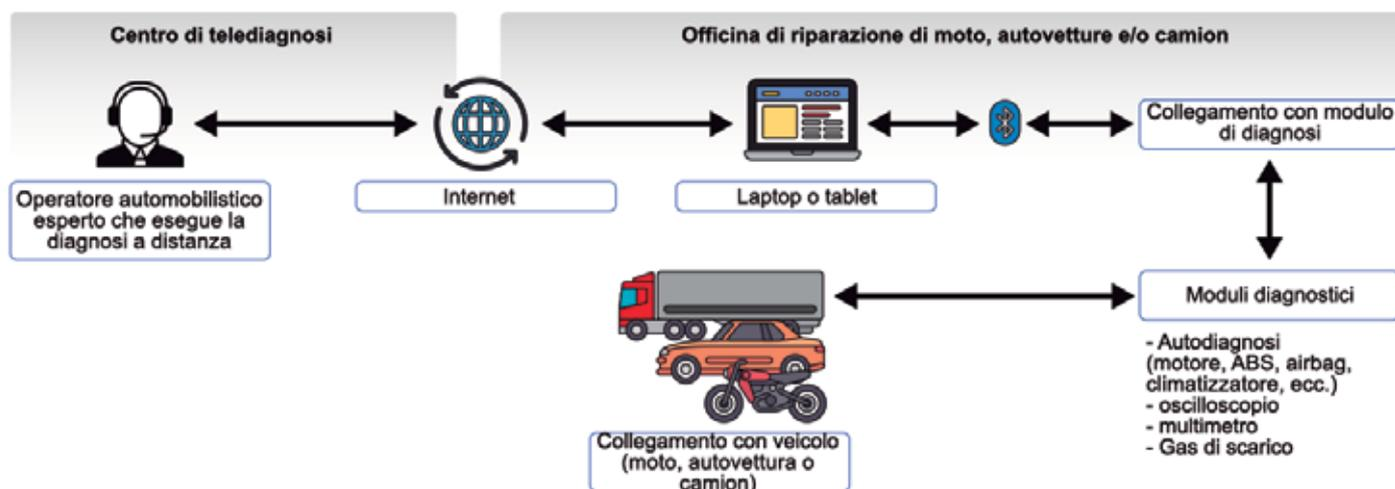 Centro di telediagnosi
Officina di riparazione di moto, autovetture e/o camion
Operatore automobilistico
esperto che esegue la
diagnosi a distanza
Internet
Laptop o tablet
Collegamento con modulo
di diagnosi
Moduli diagnostici
- Autodiagnosi
(motore, ABS, airbag,
climatizzatore, ecc.)
- oscilloscopio
- multimetro
- Gas di scarico
Collegamento con veicolo
(moto, autovettura o
camion)